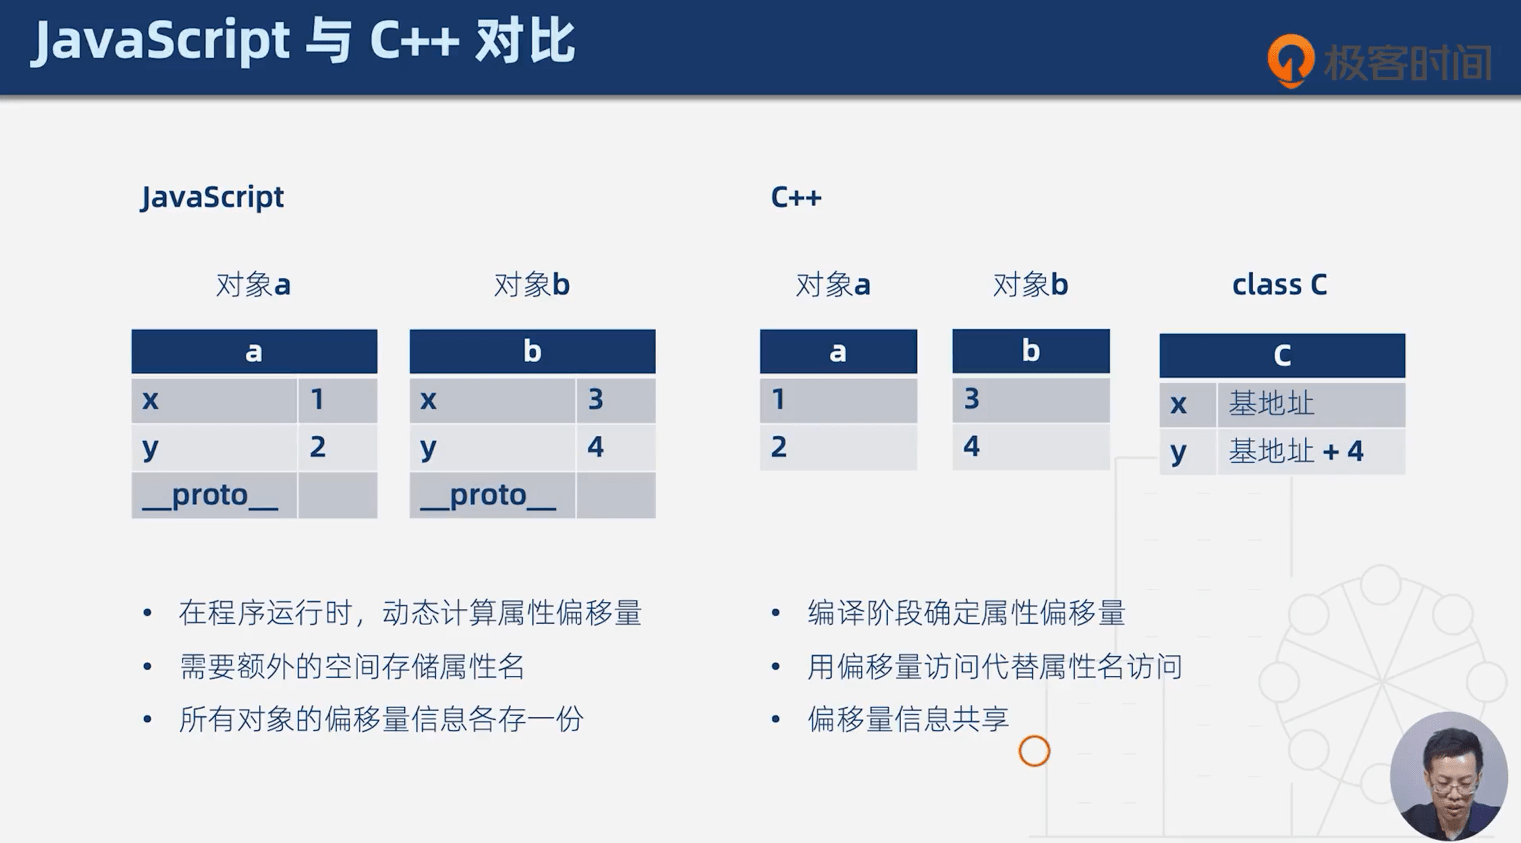 JavaScript 与 C++ 对比
极客时间
JavaScript
对象a
对象b
a
x 1
y 2
__proto__
b
x 3
y 4
__proto__
在程序运行时，动态计算属性偏移量
需要额外的空间存储属性名
所有对象的偏移量信息各存一份
C++
对象a
对象b
class C
a
1
2
b
3
4
C
x 基地址
y 基地址 + 4
编译阶段确定属性偏移量
用偏移量访问代替属性名访问
偏移量信息共享